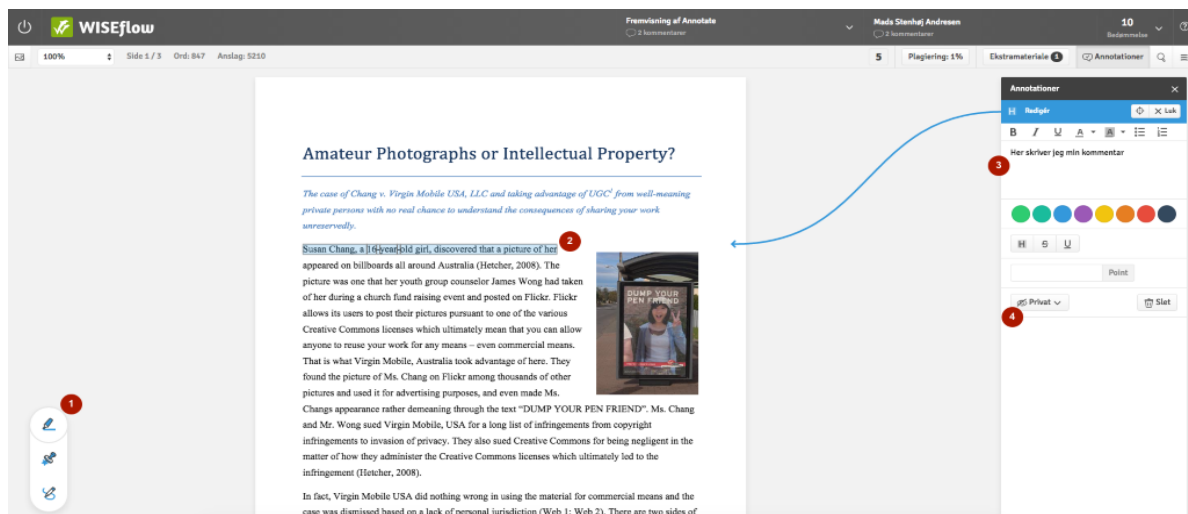 WISEflow
Fremvisning af Annotate
2 kommentarer
Mads Stenhøj Andresen
2 kommentarer
10
Bedømmelse
100%
Side 1 / 3 Ord: 847 Anslag: 5210
5
Plagiering: 1%
Ekstramateriale 1
Annotationer
Annotationer
H Redigér
Luk
B I U A A
Her skriver jeg min kommentar
3
H S U
Point
Privat
Slet
4
Amateur Photographs or Intellectual Property?
The case of Chang v. Virgin Mobile USA, LLC and taking advantage of UGC1 from well-meaning
private persons with no real chance to understand the consequences of sharing your work
unreservedly.
Susan Chang, a 16-year-old girl, discovered that a picture of her
2
appeared on billboards all around Australia (Hetcher, 2008). The
picture was one that her youth group counselor James Wong had taken
of her during a church fund raising event and posted on Flickr. Flickr
allows its users to post their pictures pursuant to one of the various
Creative Commons licenses which ultimately mean that you can allow
anyone to reuse your work for any means – even commercial means.
That is what Virgin Mobile, Australia took advantage of here. They
found the picture of Ms. Chang on Flickr among thousands of other
pictures and used it for advertising purposes, and even made Ms.
Changs appearance rather demeaning through the text “DUMP YOUR PEN FRIEND”. Ms. Chang
and Mr. Wong sued Virgin Mobile, USA for a long list of infringements from copyright
infringements to invasion of privacy. They also sued Creative Commons for being negligent in the
matter of how they administer the Creative Commons licenses which ultimately led to the
infringement (Hetcher, 2008).
In fact, Virgin Mobile USA did nothing wrong in using the material for commercial means and the
case was dismissed based on a lack of personal jurisdiction (Web 1; Web 2). There are two sides of
DUMP YOUR
PEN FRIEND
1